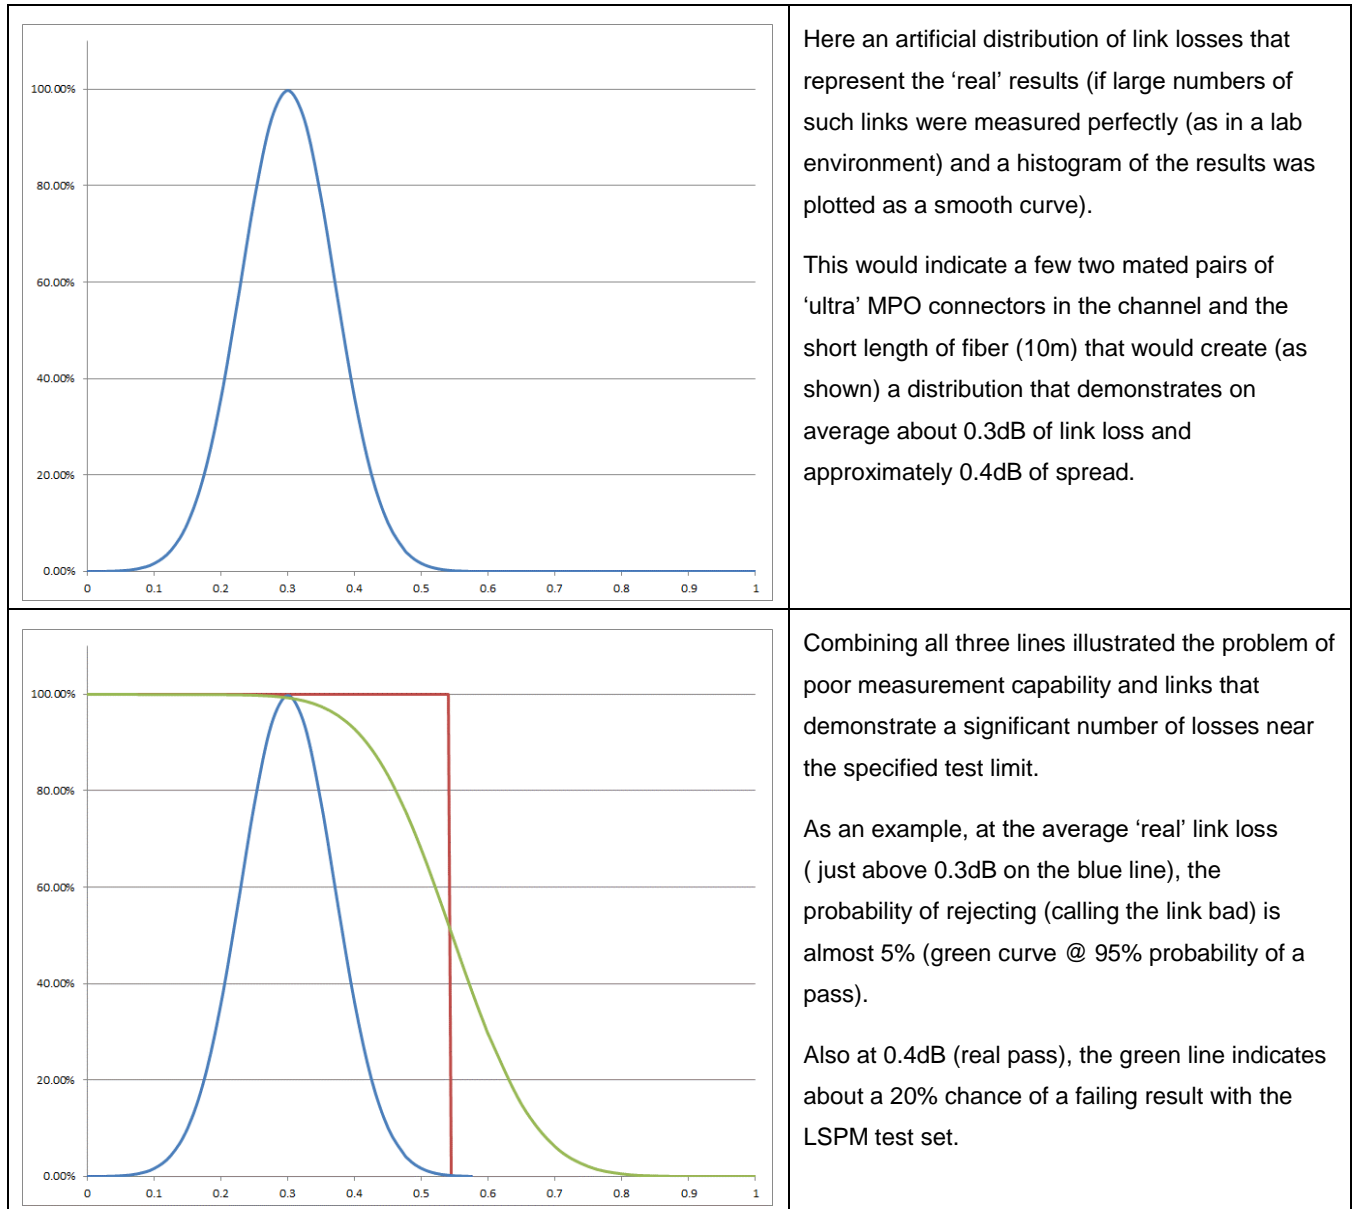 100.00%
80.00%
60.00%
40.00%
20.00%
0.00%
0 0.1 0.2 0.3 0.4 0.5 0.6 0.7 0.8 0.9 1
Here an artificial distribution of link losses that
represent the ‘real’ results (if large numbers of
such links were measured perfectly (as in a lab
environment) and a histogram of the results was
plotted as a smooth curve).
This would indicate a few two mated pairs of
‘ultra’ MPO connectors in the channel and the
short length of fiber (10m) that would create (as
shown) a distribution that demonstrates on
average about 0.3dB of link loss and
approximately 0.4dB of spread.
100.00%
80.00%
60.00%
40.00%
20.00%
0.00%
0 0.1 0.2 0.3 0.4 0.5 0.6 0.7 0.8 0.9 1
Combining all three lines illustrated the problem of
poor measurement capability and links that
demonstrate a significant number of losses near
the specified test limit.
As an example, at the average ‘real’ link loss
( just above 0.3dB on the blue line), the
probability of rejecting (calling the link bad) is
almost 5% (green curve @ 95% probability of a
pass).
Also at 0.4dB (real pass), the green line indicates
about a 20% chance of a failing result with the
LSPM test set.